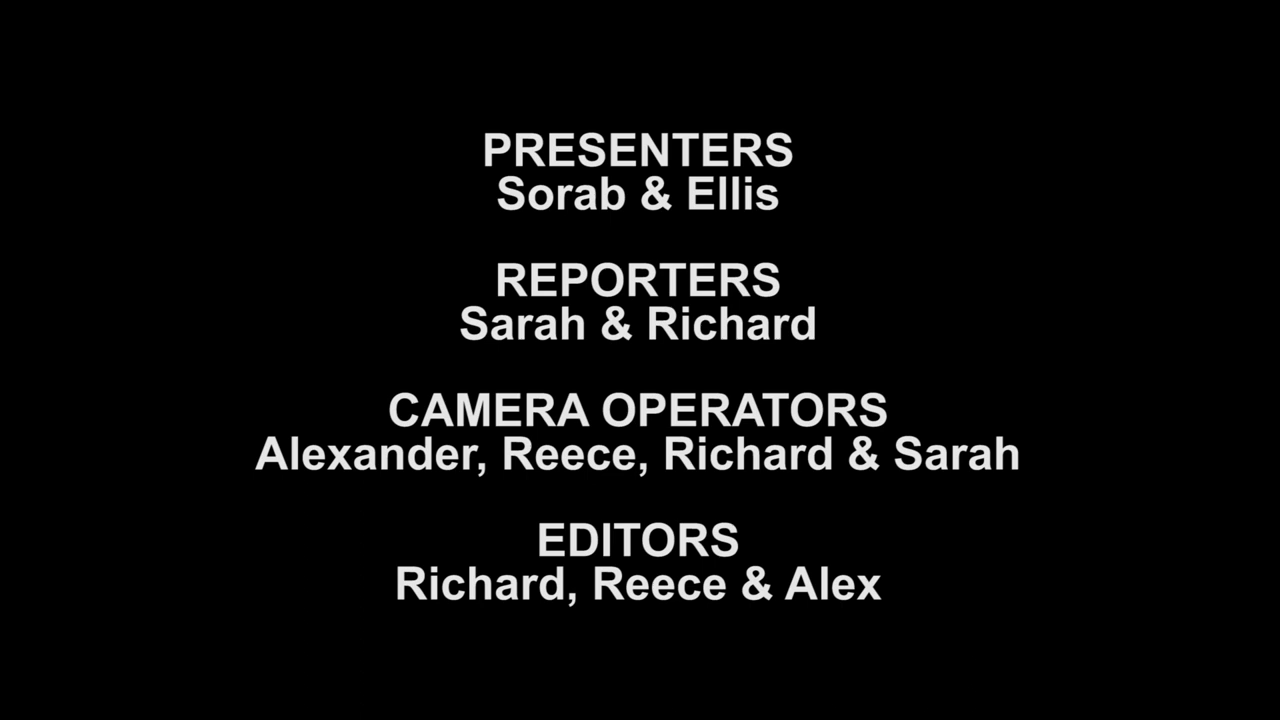 PRESENTERS
Sorab & Ellis
REPORTERS
Sarah & Richard
CAMERA OPERATORS
Alexander, Reece, Richard & Sarah
EDITORS
Richard, Reece & Alex